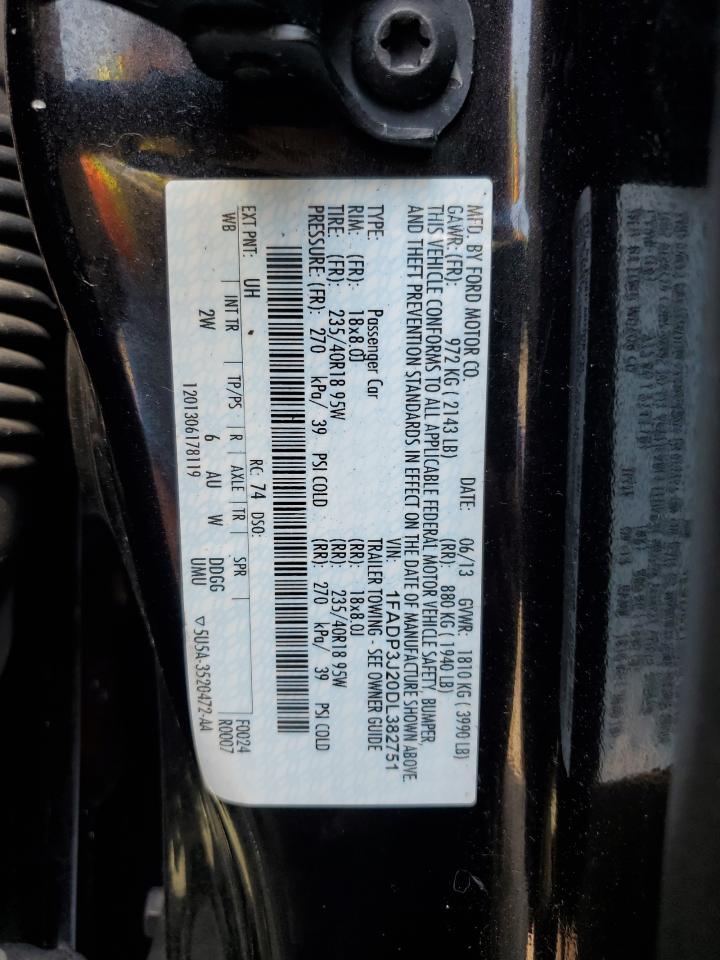 MFD. BY FORD MOTOR CO.
DATE: 06/13 GVWR: 1810 KG ( 3990 LB)
GAWR: (FR): 972 KG ( 2143 LB) (RR): 880 KG ( 1940 LB)
THIS VEHICLE CONFORMS TO ALL APPLICABLE FEDERAL MOTOR VEHICLE SAFETY, BUMPER,
AND THEFT PREVENTION STANDARDS IN EFFECT ON THE DATE OF MANUFACTURE SHOWN ABOVE.
VIN: 1FADP3J20DL382751
TYPE: Passenger Car TRAILER TOWING - SEE OWNER GUIDE
RIM: (FR): 18x8.0J (RR): 18x8.0J
TIRE: (FR): 235/40R18 95W (RR): 235/40R18 95W
PRESSURE: (FR): 270 kPa/ 39 PSI COLD (RR): 270 kPa/ 39 PSI COLD
EXT PNT: UH RC: 74 DSO: F0024
WB INT TR TP/PS R AXLE TR SPR R0007
2W 6 AU W DDGG
UMU
1201306178119 ▽ 5U5A-3520472-AA